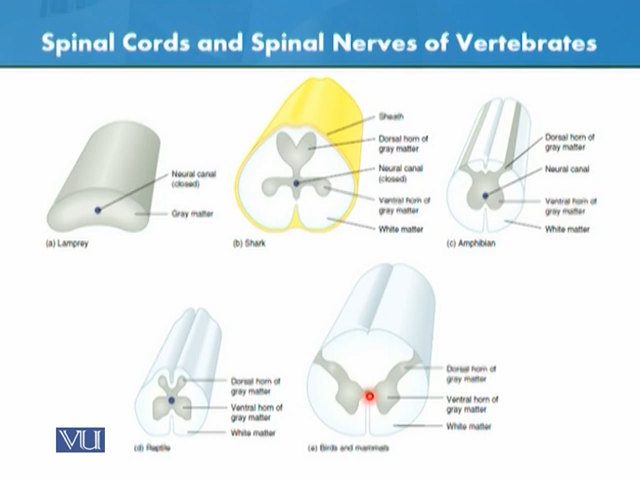 Spinal Cords and Spinal Nerves of Vertebrates
Neural canal
(closed)
Gray matter
(a) Lamprey
Sheath
Dorsal horn of
gray matter
Neural canal
(closed)
Ventral horn of
gray matter
White matter
(b) Shark
Dorsal horn of
gray matter
Neural canal
Ventral horn of
gray matter
White matter
(c) Amphibian
Dorsal horn of
gray matter
Ventral horn of
gray matter
White matter
(d) Reptile
Dorsal horn of
gray matter
Ventral horn of
gray matter
White matter
(e) Birds and mammals
VU